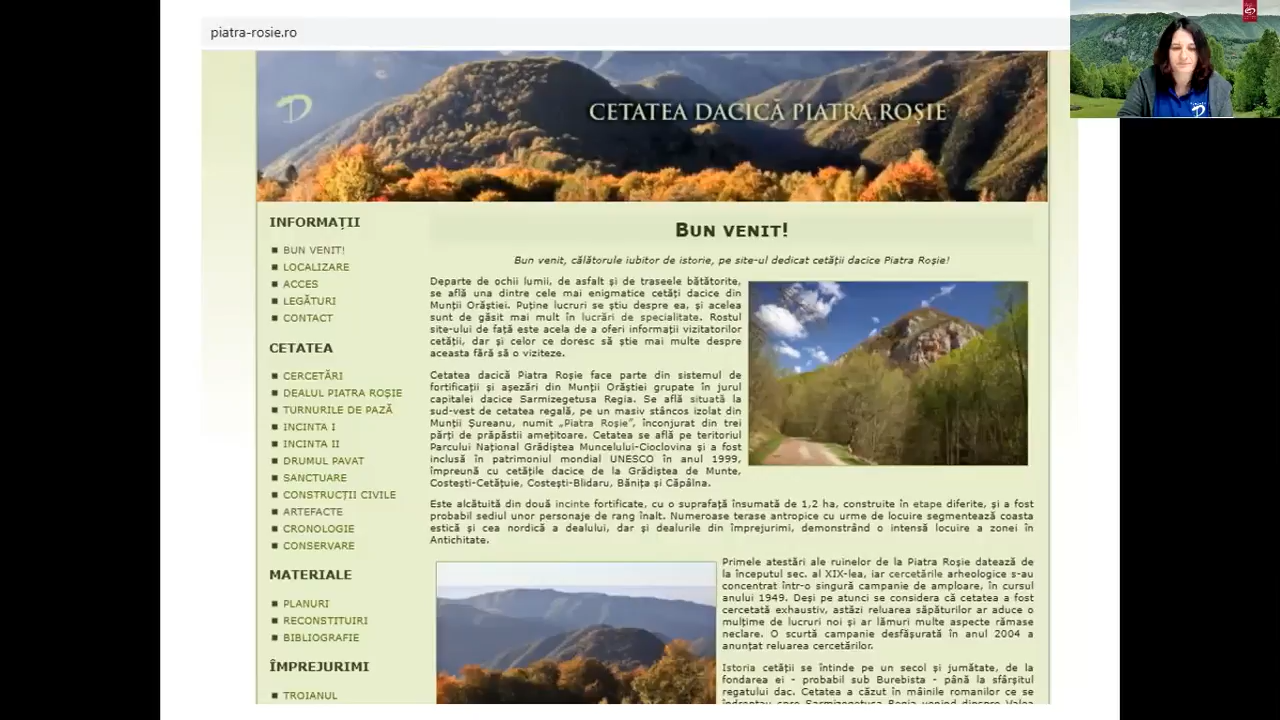 piatra-rosie.ro
CETATEA DACICĂ PIATRA ROȘIE
INFORMAȚII
BUN VENIT!
LOCALIZARE
ACCES
LEGĂTURI
CONTACT
CETATEA
CERCETĂRI
DEALUL PIATRA ROȘIE
TURNURILE DE PAZĂ
INCINTA I
INCINTA II
DRUMUL PAVAT
SANCTUARE
CONSTRUCȚII CIVILE
ARTEFACTE
CRONOLOGIE
CONSERVARE
MATERIALE
PLANURI
RECONSTITUIRI
BIBLIOGRAFIE
ÎMPREJURIMI
TROIANUL
BUN VENIT!
Bun venit, călătorule iubitor de istorie, pe site-ul dedicat cetății dacice Piatra Roșie!
Departe de ochii lumii, de asfalt și de traseele bătătorite,
se află una dintre cele mai enigmatice cetăți dacice din
Munții Orăștiei. Puține lucruri se știu despre ea, și acelea
sunt de găsit mai mult în lucrări de specialitate. Rostul
site-ului de față este acela de a oferi informații vizitatorilor
cetății, dar și celor ce doresc să știe mai multe despre
aceasta fără să o viziteze.
Cetatea dacică Piatra Roșie face parte din sistemul de
fortificații și așezări din Munții Orăștiei grupate în jurul
capitalei dacice Sarmizegetusa Regia. Se află situată la
sud-vest de cetatea regală, pe un masiv stâncos izolat din
Munții Șureanu, numit „Piatra Roșie”, înconjurat din trei
părți de prăpăstii amețitoare. Cetatea se află pe teritoriul
Parcului Național Grădiștea Muncelului-Cioclovina și a fost
inclusă în patrimoniul mondial UNESCO în anul 1999,
împreună cu cetățile dacice de la Grădiștea de Munte,
Costești-Cetățuie, Costești-Blidaru, Bănița și Căpâlna.
Este alcătuită din două incinte fortificate, cu o suprafață însumată de 1,2 ha, construite în etape diferite, și a fost
probabil sediul unor personaje de rang înalt. Numeroase terase antropice cu urme de locuire segmentează coasta
estică și cea nordică a dealului, dar și dealurile din împrejurimi, demonstrând o intensă locuire a zonei în
Antichitate.
Primele atestări ale ruinelor de la Piatra Roșie datează de
la începutul sec. al XIX-lea, iar cercetările arheologice s-au
concentrat într-o singură campanie de amploare, în cursul
anului 1949. Deși pe atunci se considera că cetatea a fost
cercetată exhaustiv, astăzi reluarea săpăturilor ar aduce o
mulțime de lucruri noi și ar lămuri multe aspecte rămase
neclare. O scurtă campanie desfășurată în anul 2004 a
anunțat reluarea cercetărilor.
Istoria cetății se întinde pe un secol și jumătate, de la
fondarea ei - probabil sub Burebista - până la sfârșitul
regatului dac. Cetatea a căzut în mâinile romanilor ce se
îndreptau spre Sarmizegetusa Regia venind dinspre Valea